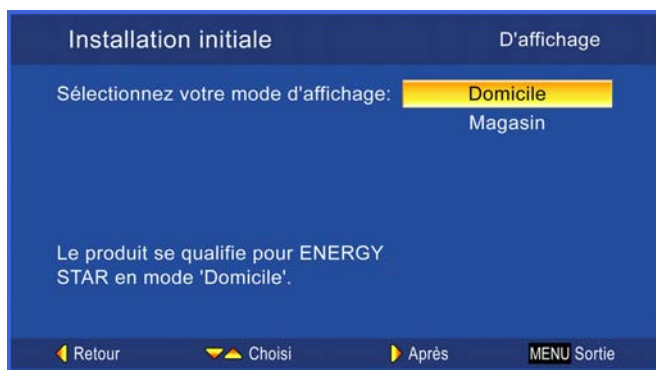 Installation initiale
D'affichage
Sélectionnez votre mode d'affichage:
Domicile
Magasin
Le produit se qualifie pour ENERGY
STAR en mode 'Domicile'.
Retour
Choisi
Après
MENU Sortie